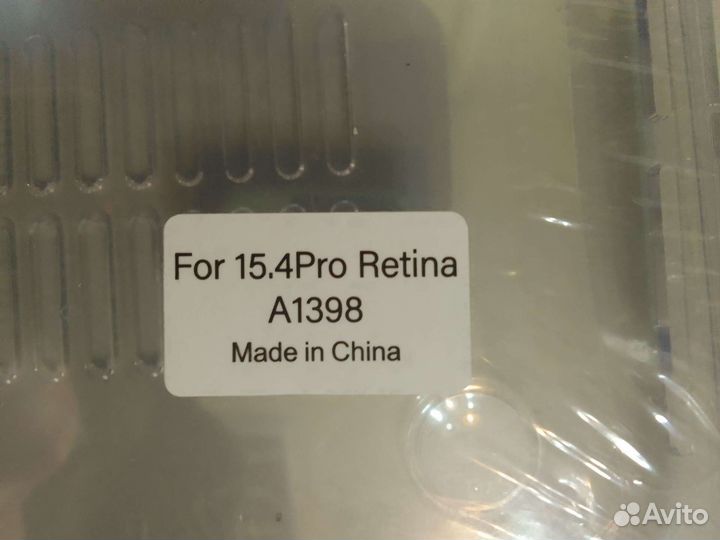 For 15.4Pro Retina
A1398
Made in China
Avito